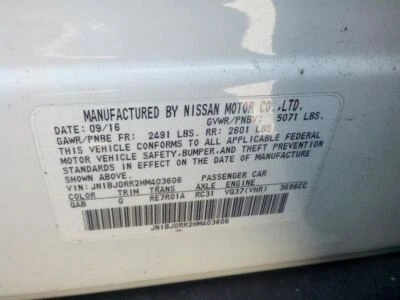 MANUFACTURED BY NISSAN MOTOR CO.,LTD.
DATE: 09/16 GVWR/PNBV: 5071 LBS.
GAWR/PNBE FR: 2491 LBS. RR: 2601 LBS.
THIS VEHICLE CONFORMS TO ALL APPLICABLE FEDERAL
MOTOR VEHICLE SAFETY, BUMPER, AND THEFT PREVENTION
STANDARDS IN EFFECT ON THE DATE OF MANUFACTURE
SHOWN ABOVE.
VIN: JN1BJ0RR2HM403606 PASSENGER CAR
COLOR TRIM TRANS AXLE ENGINE
QAB G RE7R01A RC31 VQ37(VHR) 3696CC
JN1BJ0RR2HM403606